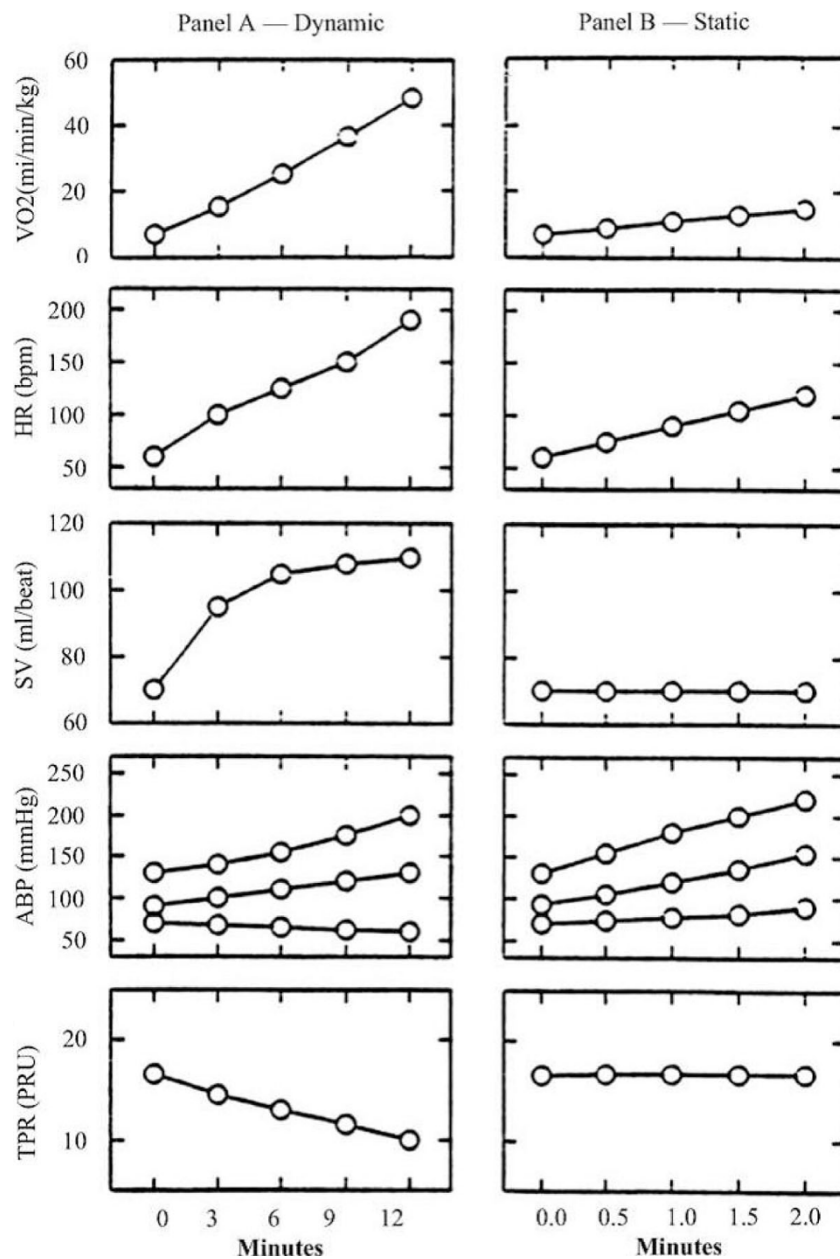 Panel A — Dynamic
Panel B — Static
VO2(mi/min/kg)
60
40
20
0
HR (bpm)
200
150
100
50
SV (ml/beat)
120
100
80
60
ABP (mmHg)
250
200
150
100
50
TPR (PRU)
20
10
0 3 6 9 12
0.0 0.5 1.0 1.5 2.0
Minutes
Minutes